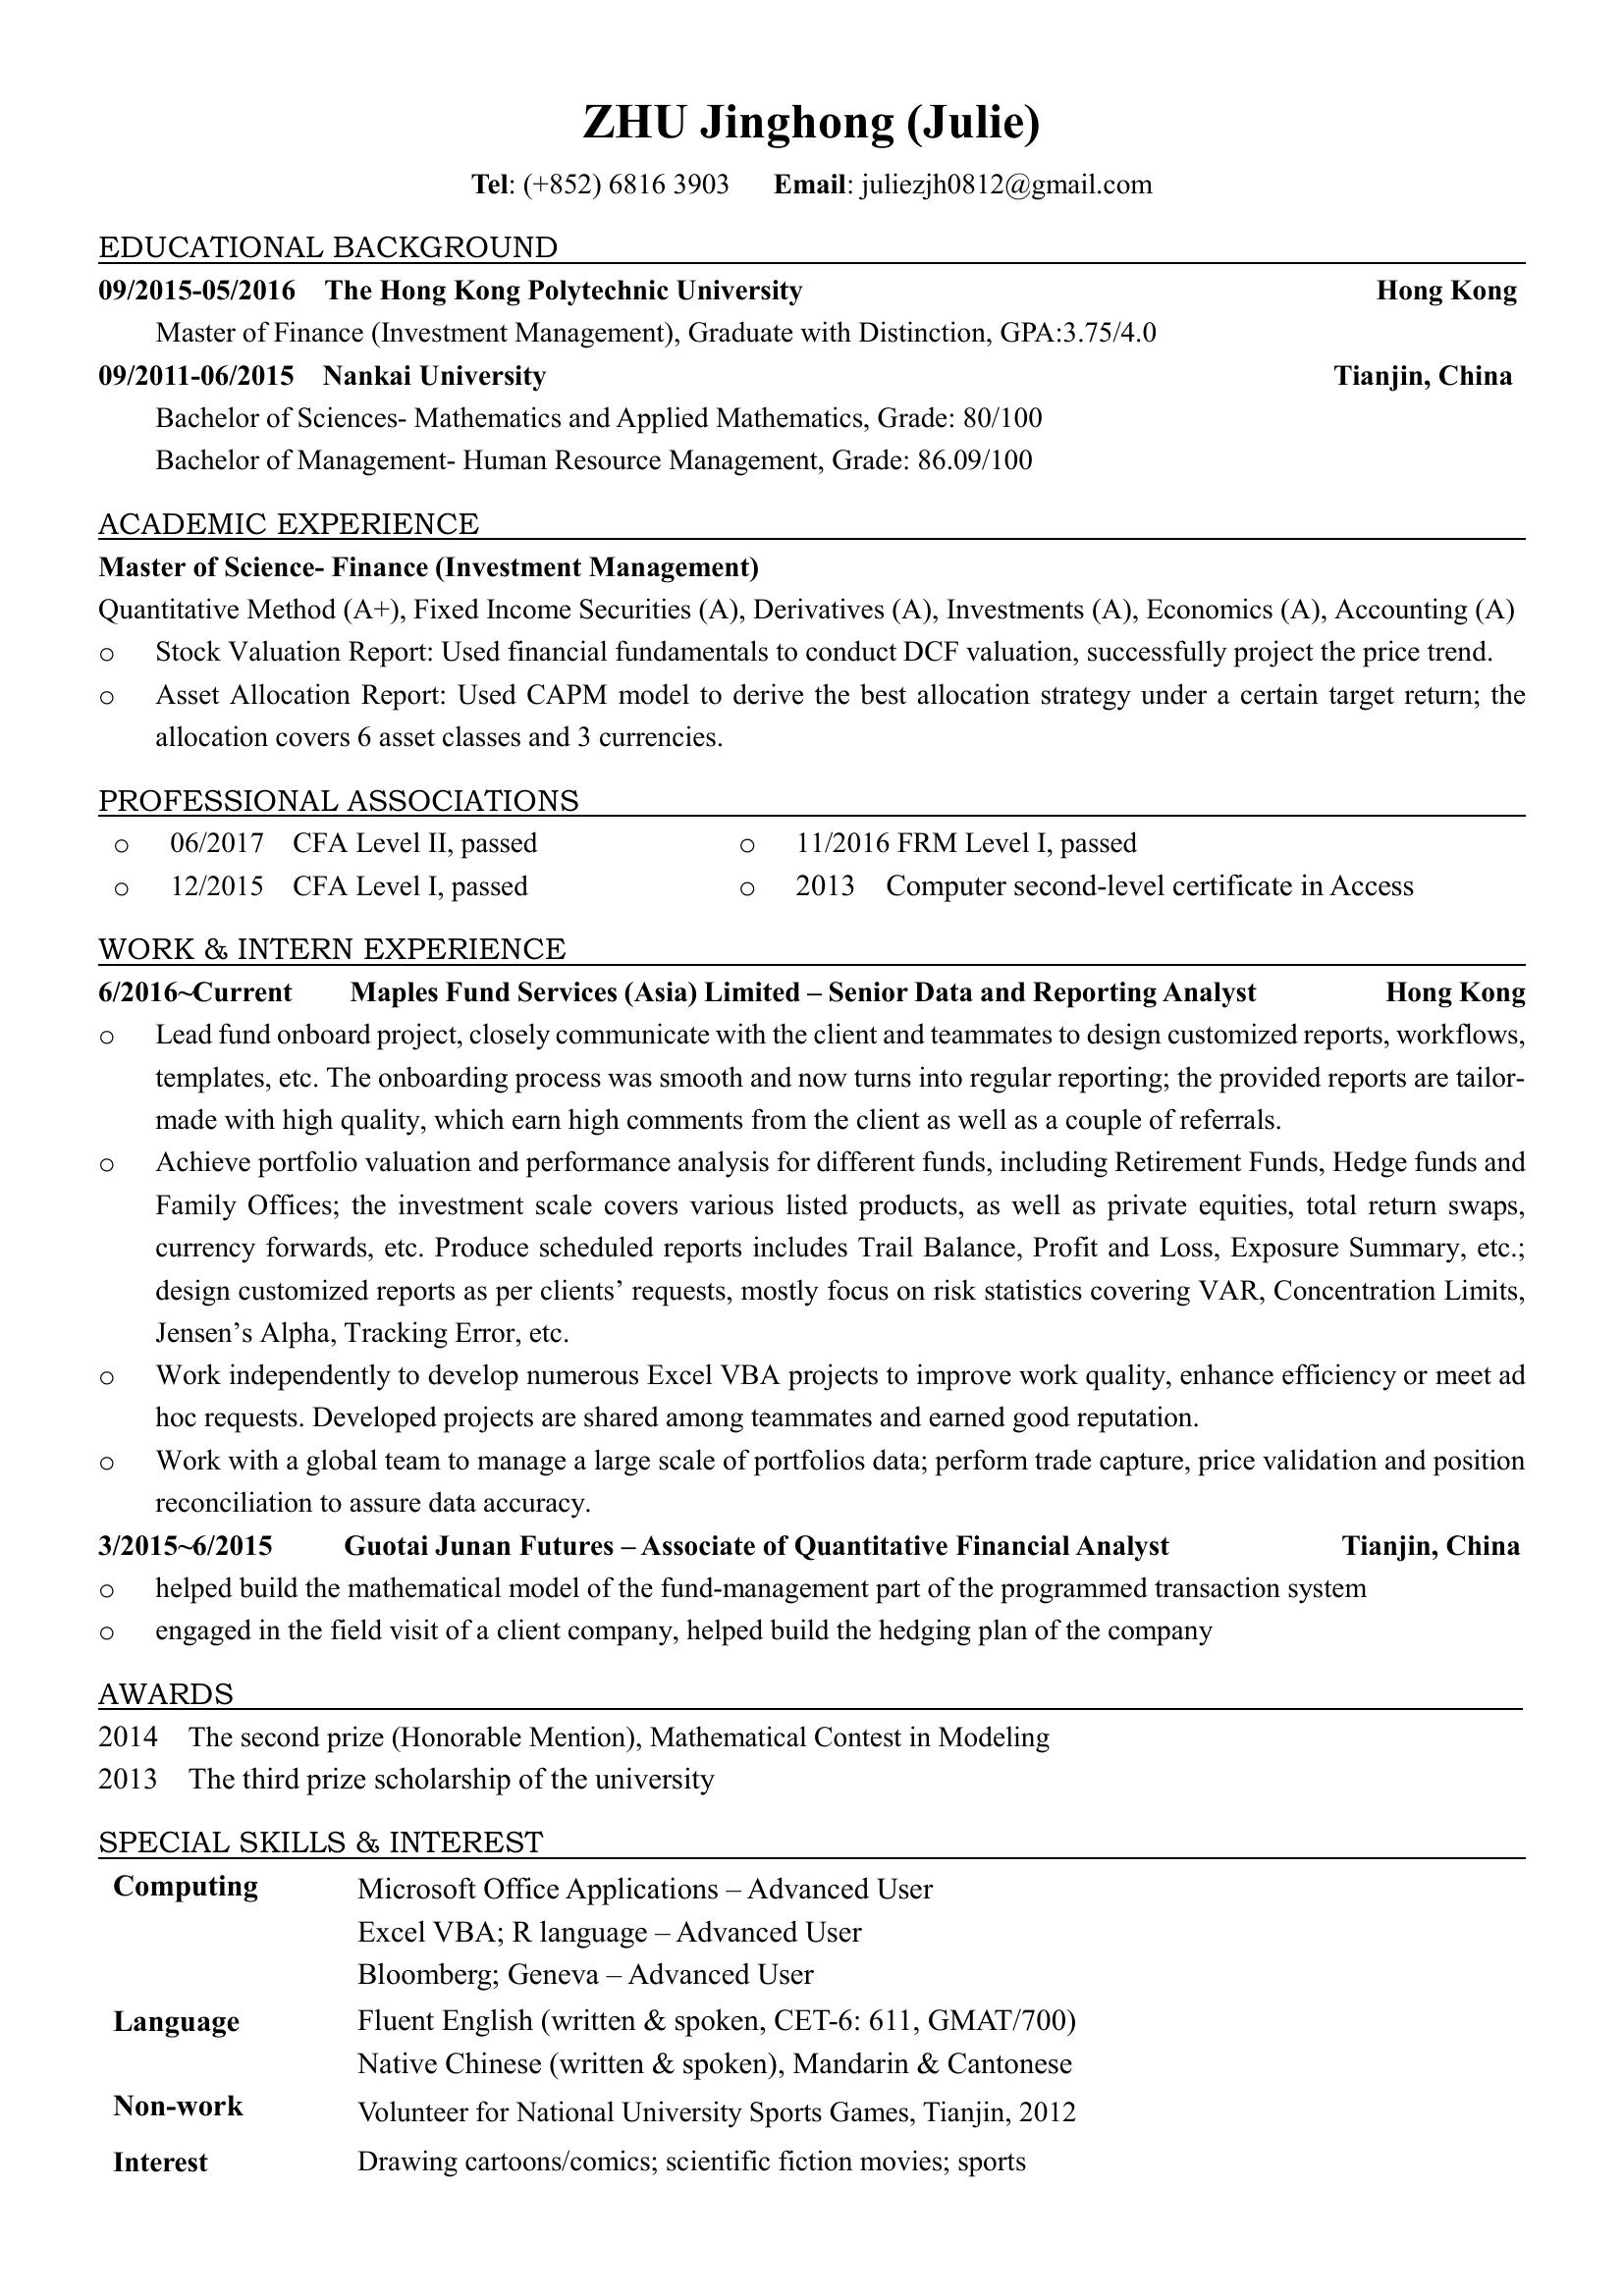 ZHU Jinghong (Julie)
Tel: (+852) 6816 3903 Email: juliezjh0812@gmail.com
EDUCATIONAL BACKGROUND
09/2015-05/2016 The Hong Kong Polytechnic University Hong Kong
Master of Finance (Investment Management), Graduate with Distinction, GPA:3.75/4.0
09/2011-06/2015 Nankai University Tianjin, China
Bachelor of Sciences- Mathematics and Applied Mathematics, Grade: 80/100
Bachelor of Management- Human Resource Management, Grade: 86.09/100
ACADEMIC EXPERIENCE
Master of Science- Finance (Investment Management)
Quantitative Method (A+), Fixed Income Securities (A), Derivatives (A), Investments (A), Economics (A), Accounting (A)
o Stock Valuation Report: Used financial fundamentals to conduct DCF valuation, successfully project the price trend.
o Asset Allocation Report: Used CAPM model to derive the best allocation strategy under a certain target return; the
allocation covers 6 asset classes and 3 currencies.
PROFESSIONAL ASSOCIATIONS
o 06/2017 CFA Level II, passed o 11/2016 FRM Level I, passed
o 12/2015 CFA Level I, passed o 2013 Computer second-level certificate in Access
WORK & INTERN EXPERIENCE
6/2016~Current Maples Fund Services (Asia) Limited – Senior Data and Reporting Analyst Hong Kong
o Lead fund onboard project, closely communicate with the client and teammates to design customized reports, workflows,
templates, etc. The onboarding process was smooth and now turns into regular reporting; the provided reports are tailor-
made with high quality, which earn high comments from the client as well as a couple of referrals.
o Achieve portfolio valuation and performance analysis for different funds, including Retirement Funds, Hedge funds and
Family Offices; the investment scale covers various listed products, as well as private equities, total return swaps,
currency forwards, etc. Produce scheduled reports includes Trail Balance, Profit and Loss, Exposure Summary, etc.;
design customized reports as per clients’ requests, mostly focus on risk statistics covering VAR, Concentration Limits,
Jensen’s Alpha, Tracking Error, etc.
o Work independently to develop numerous Excel VBA projects to improve work quality, enhance efficiency or meet ad
hoc requests. Developed projects are shared among teammates and earned good reputation.
o Work with a global team to manage a large scale of portfolios data; perform trade capture, price validation and position
reconciliation to assure data accuracy.
3/2015~6/2015 Guotai Junan Futures – Associate of Quantitative Financial Analyst Tianjin, China
o helped build the mathematical model of the fund-management part of the programmed transaction system
o engaged in the field visit of a client company, helped build the hedging plan of the company
AWARDS
2014 The second prize (Honorable Mention), Mathematical Contest in Modeling
2013 The third prize scholarship of the university
SPECIAL SKILLS & INTEREST
Computing Microsoft Office Applications – Advanced User
Excel VBA; R language – Advanced User
Bloomberg; Geneva – Advanced User
Language Fluent English (written & spoken, CET-6: 611, GMAT/700)
Native Chinese (written & spoken), Mandarin & Cantonese
Non-work Volunteer for National University Sports Games, Tianjin, 2012
Interest Drawing cartoons/comics; scientific fiction movies; sports